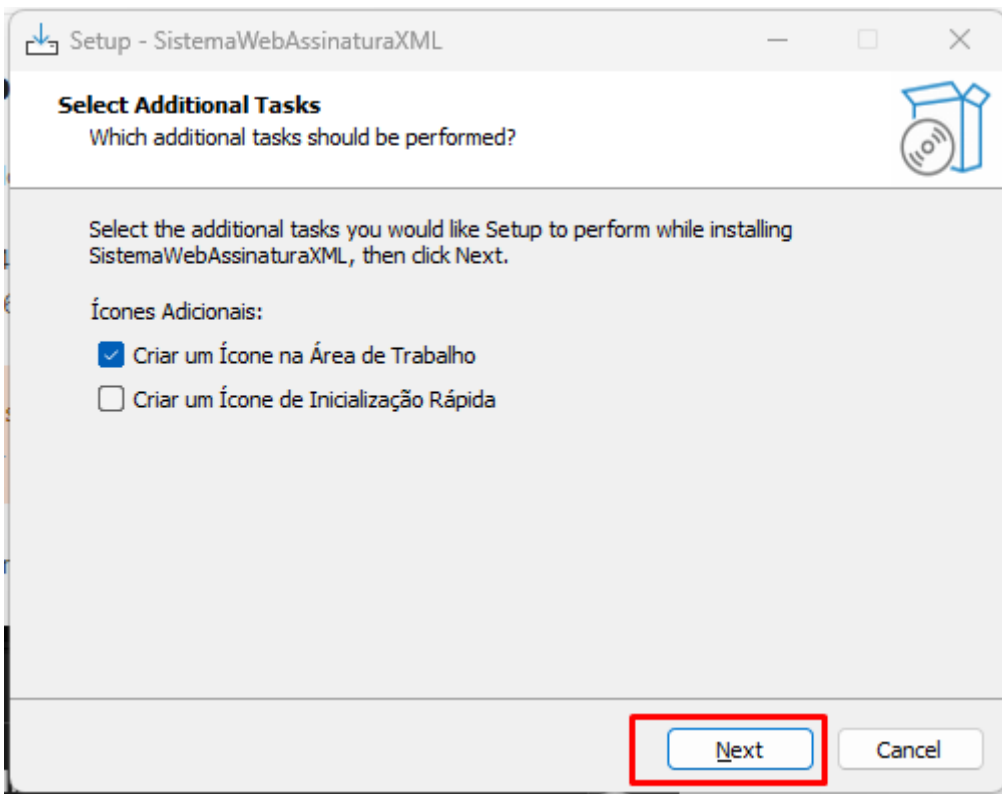 Setup - SistemaWebAssinaturaXML
Select Additional Tasks
Which additional tasks should be performed?
Select the additional tasks you would like Setup to perform while installing
SistemaWebAssinaturaXML, then click Next.
Ícones Adicionais:
Criar um Ícone na Área de Trabalho
Criar um Ícone de Inicialização Rápida
Next
Cancel